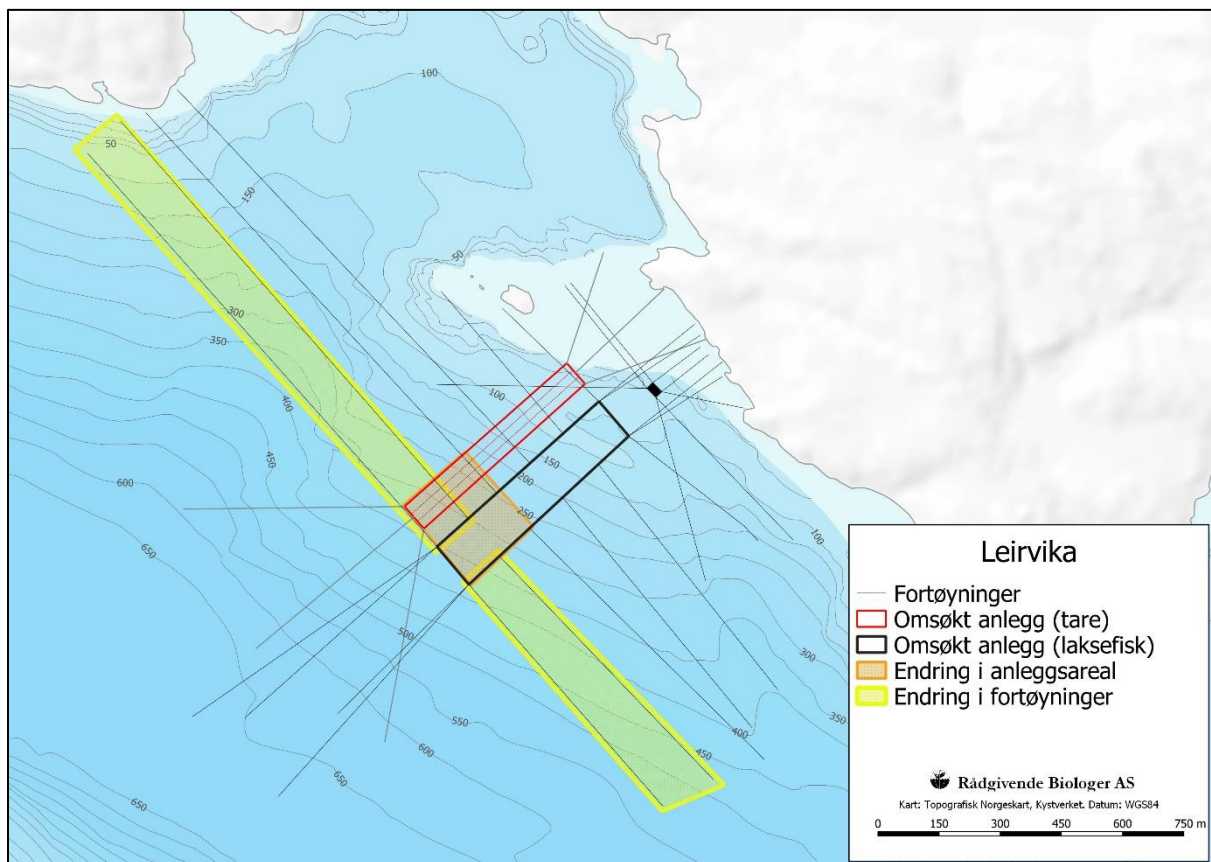 100
50
150
50
300
350
100
400
450
150
200
600
250
100
650
500
300
350
550
400
450
600
650
650
Leirvika
Fortøyninger
Omsøkt anlegg (tare)
Omsøkt anlegg (laksefisk)
Endring i anleggsareal
Endring i fortøyninger
Rådgivende Biologer AS
Kart: Topografisk Norgeskart, Kystverket. Datum: WGS84
0 150 300 450 600 750 m